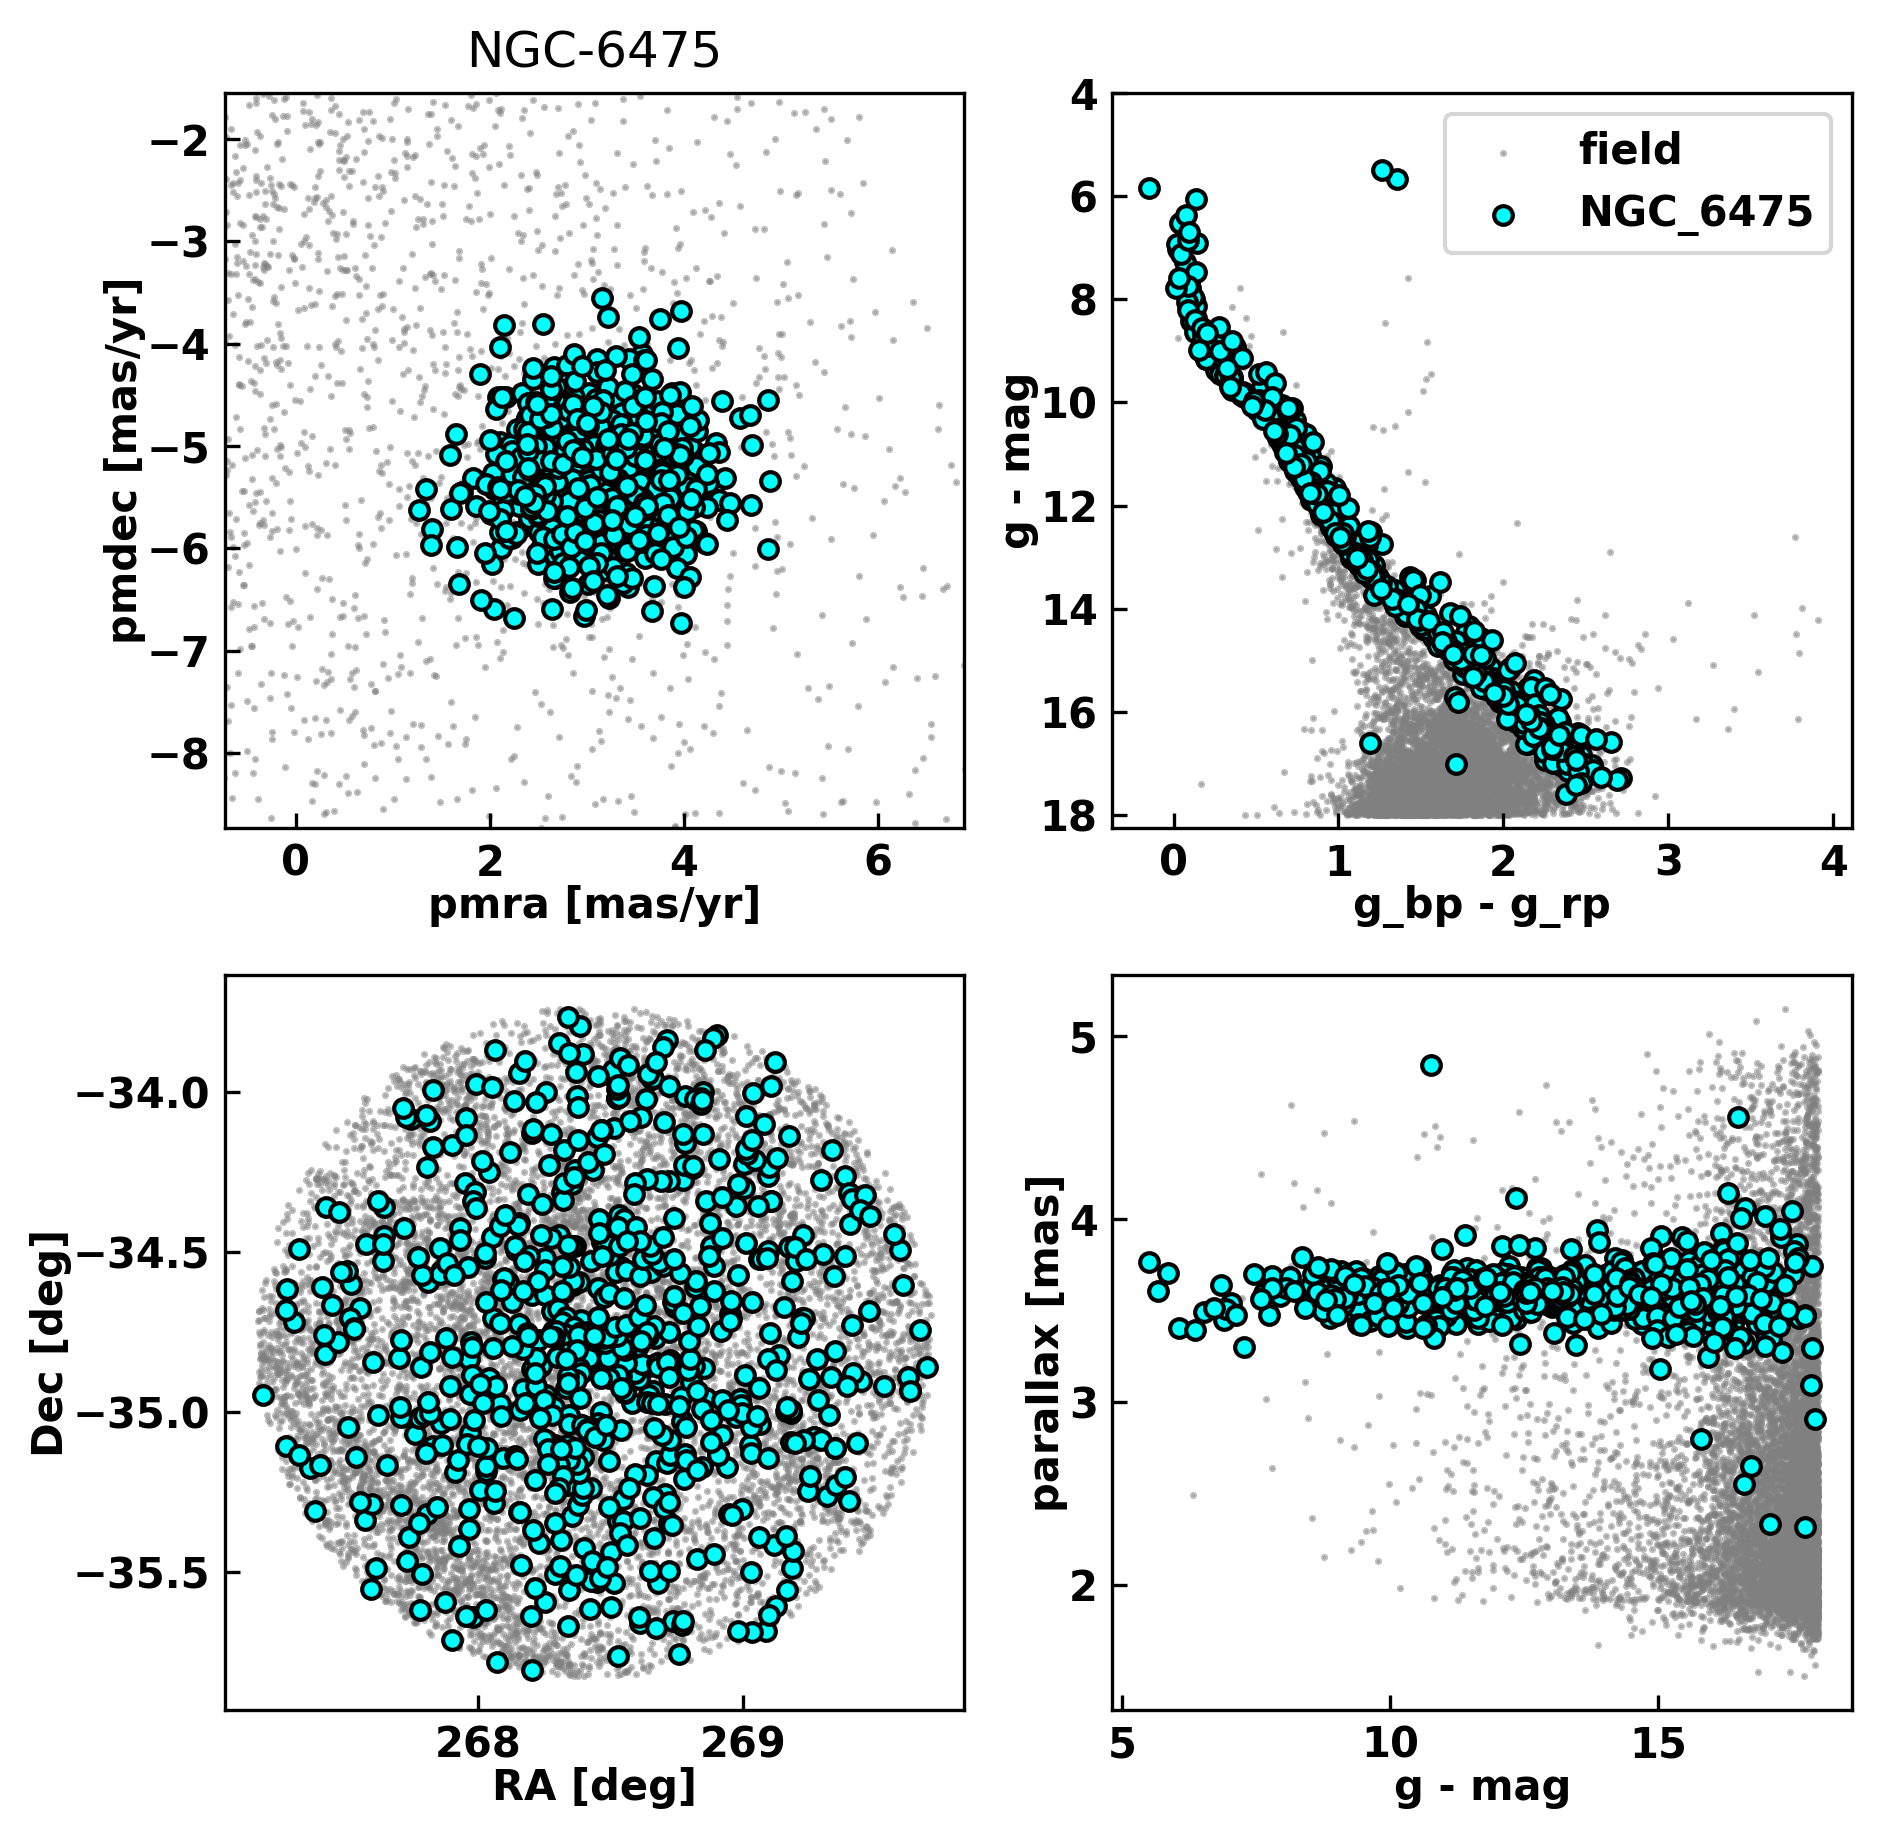 NGC-6475
−2
−3
−4
−5
−6
−7
−8
pmdec [mas/yr]
0 2 4 6
pmra [mas/yr]
4
6
8
10
12
14
16
18
g - mag
field
NGC_6475
0 1 2 3 4
g_bp - g_rp
−34.0
−34.5
−35.0
−35.5
Dec [deg]
268 269
RA [deg]
5
4
3
2
parallax [mas]
5 10 15
g - mag